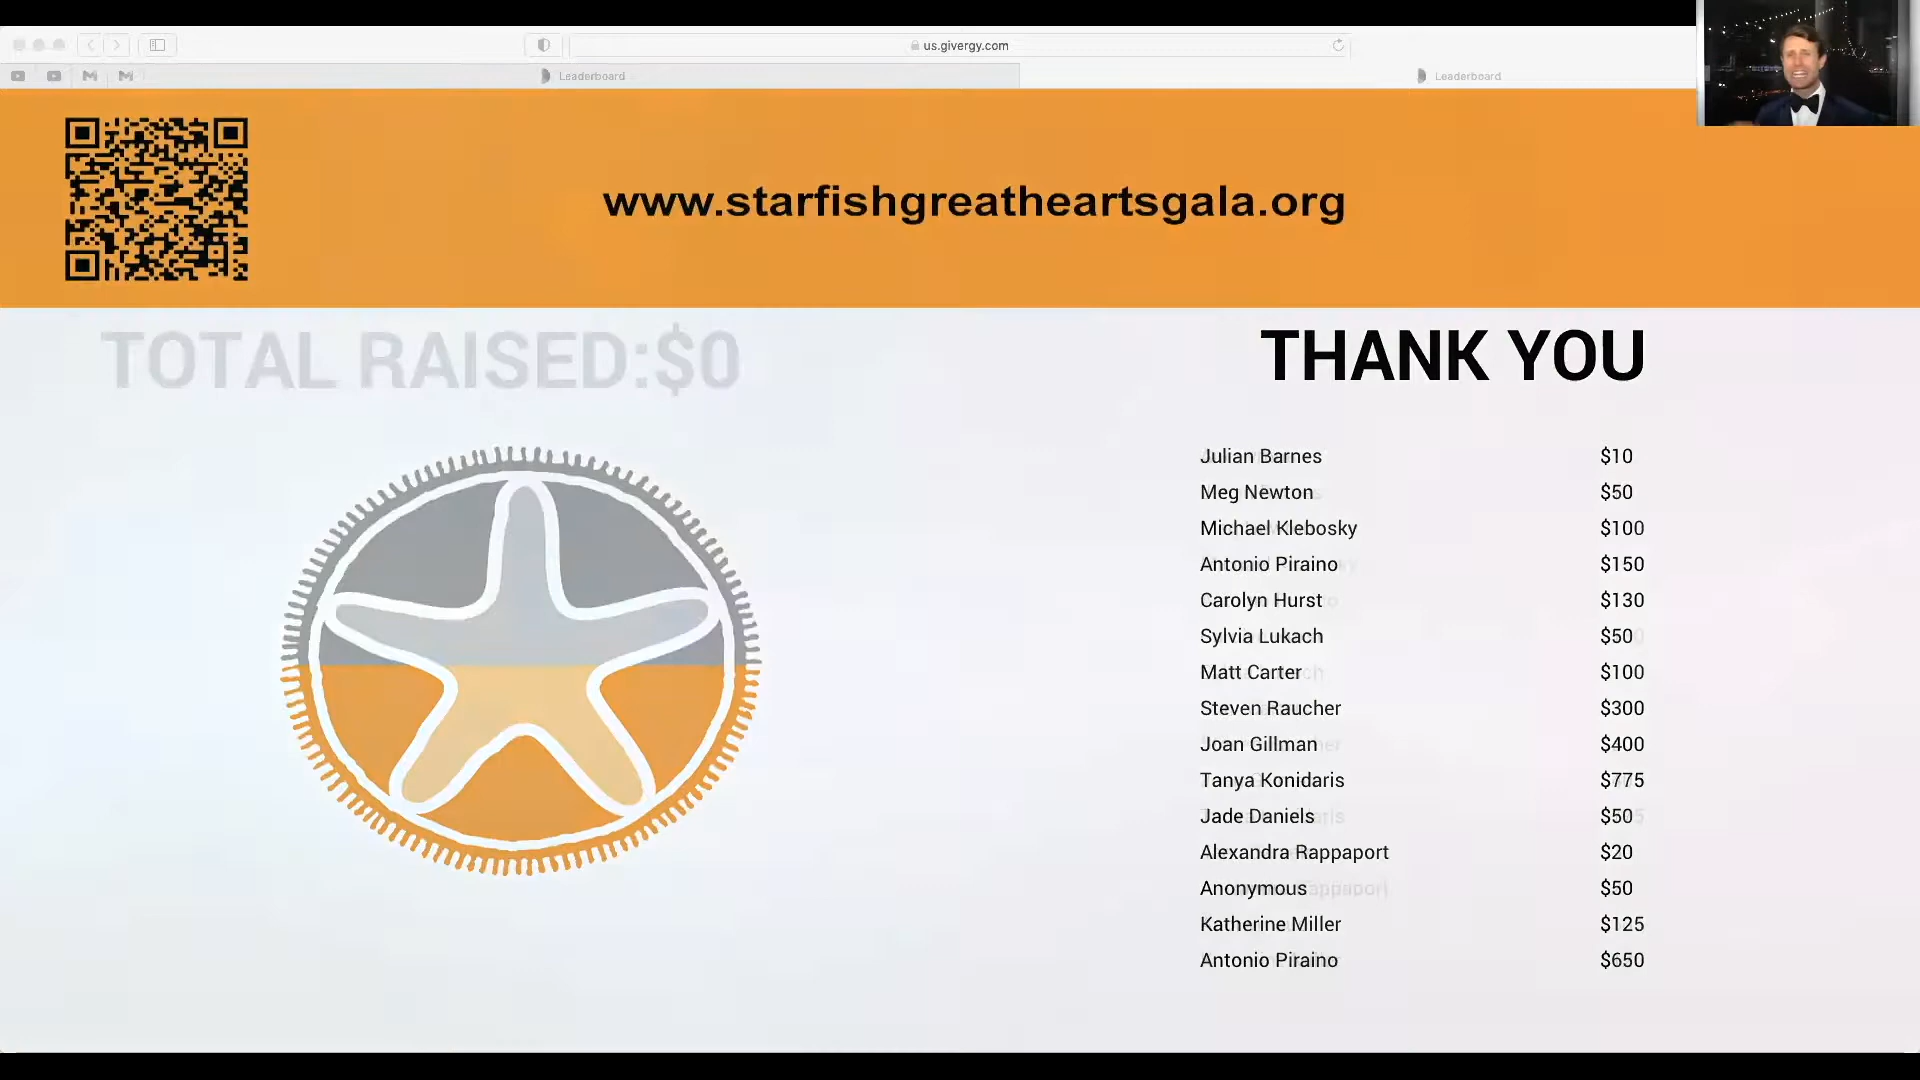 us.givergy.com
Leaderboard
Leaderboard
www.starfishgreatheartsgala.org
TOTAL RAISED:$0
THANK YOU
Julian Barnes $10
Meg Newton $50
Michael Klebosky $100
Antonio Piraino $150
Carolyn Hurst $130
Sylvia Lukach $50
Matt Carter $100
Steven Raucher $300
Joan Gillman $400
Tanya Konidaris $775
Jade Daniels $50
Alexandra Rappaport $20
Anonymous $50
Katherine Miller $125
Antonio Piraino $650